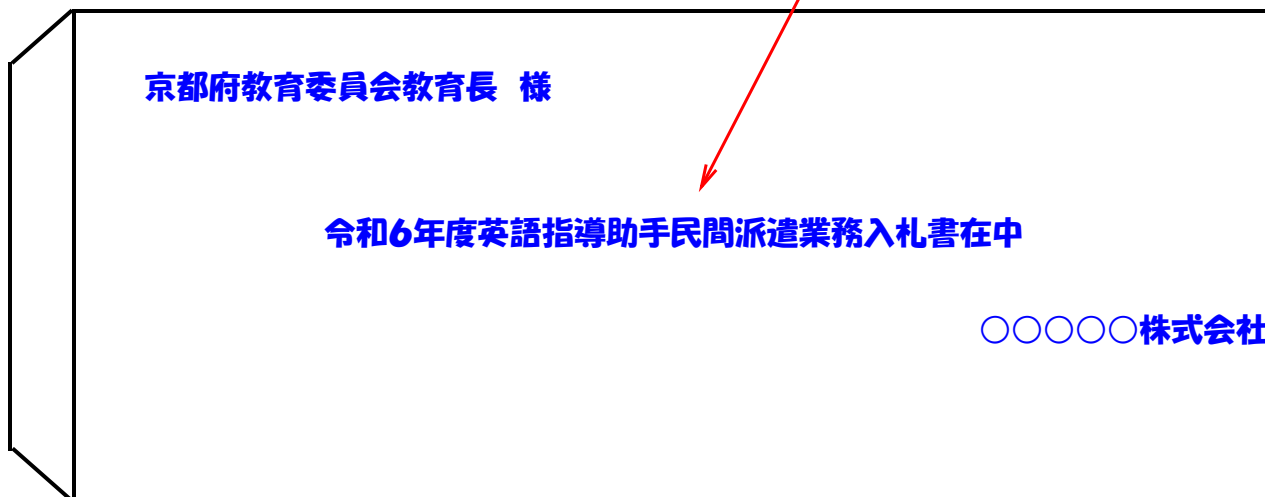 京都府教育委員会教育長 様
令和6年度英語指導助手民間派遣業務入札書在中
○○○○○株式会社